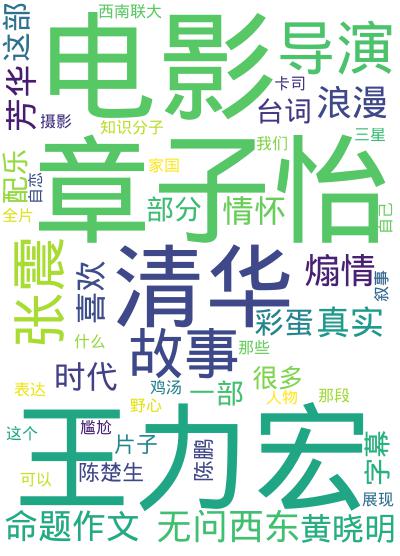 西南联大
这部
电影
导演
芳华
摄影
卡司
台词
浪漫
知识分子
我们
三星
章子怡
配乐
自恋
家国
全片
部分
情怀
自己
张震
喜欢
清华
煽情
叙事
彩蛋
真实
故事
那些
什么
时代
很多
表达
鸡汤
一部
人物
那段
野心
王力宏
这个
尴尬
片子
陈鹏
字幕
可以
陈楚生
展现
命题作文
无问西东
黄晓明